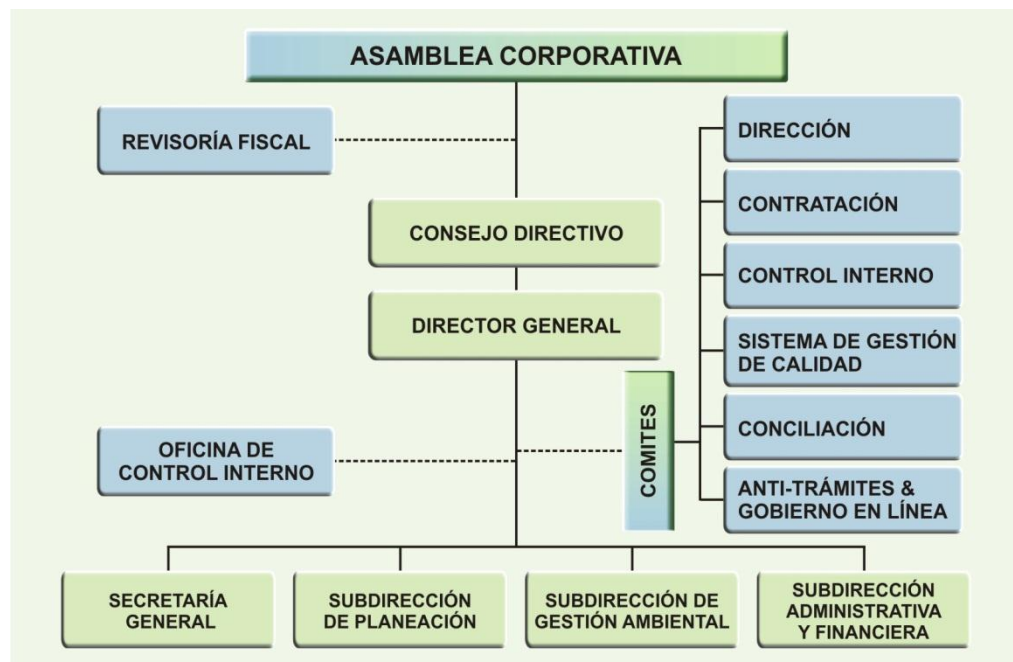 ASAMBLEA CORPORATIVA
REVISORÍA FISCAL
CONSEJO DIRECTIVO
DIRECTOR GENERAL
OFICINA DE
CONTROL INTERNO
COMITES
DIRECCIÓN
CONTRATACIÓN
CONTROL INTERNO
SISTEMA DE GESTIÓN
DE CALIDAD
CONCILIACIÓN
ANTI-TRÁMITES &
GOBIERNO EN LÍNEA
SECRETARÍA
GENERAL
SUBDIRECCIÓN
DE PLANEACIÓN
SUBDIRECCIÓN DE
GESTIÓN AMBIENTAL
SUBDIRECCIÓN
ADMINISTRATIVA
Y FINANCIERA